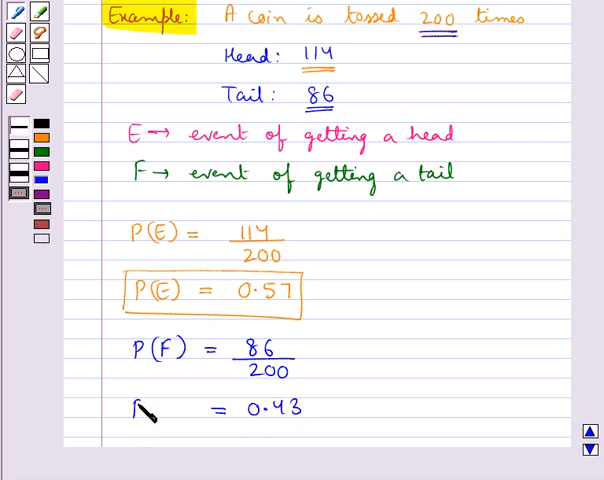 Example: A coin is tossed 200 times
Head: 114
Tail: 86
E → event of getting a head
F → event of getting a tail
P(E) = 114/200
P(E) = 0.57
P(F) = 86/200
= 0.43